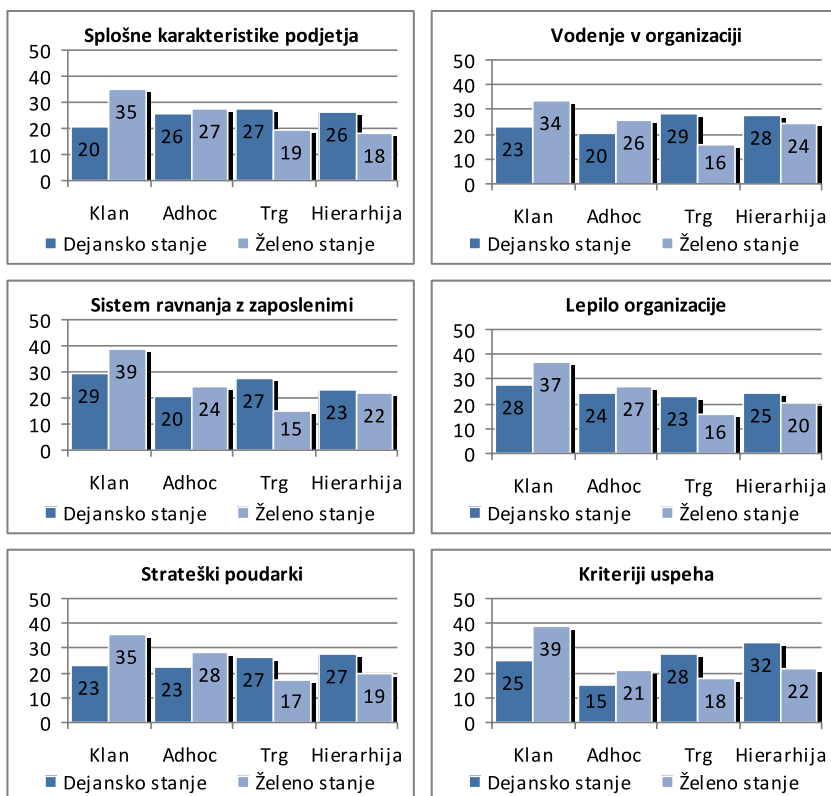 Splošne karakteristike podjetja
50
40
30
20
10
0
20 35 26 27 27 19 26 18
Klan Adhoc Trg Hierarhija
Dejansko stanje Želeno stanje
Vodenje v organizaciji
50
40
30
20
10
0
23 34 20 26 29 16 28 24
Klan Adhoc Trg Hierarhija
Dejansko stanje Želeno stanje
Sistem ravnanja z zaposlenimi
50
40
30
20
10
0
29 39 20 24 27 15 23 22
Klan Adhoc Trg Hierarhija
Dejansko stanje Želeno stanje
Lepilo organizacije
50
40
30
20
10
0
28 37 24 27 23 16 25 20
Klan Adhoc Trg Hierarhija
Dejansko stanje Želeno stanje
Strateški poudarki
50
40
30
20
10
0
23 35 23 28 27 17 27 19
Klan Adhoc Trg Hierarhija
Dejansko stanje Želeno stanje
Kriteriji uspeha
50
40
30
20
10
0
25 39 15 21 28 18 32 22
Klan Adhoc Trg Hierarhija
Dejansko stanje Želeno stanje